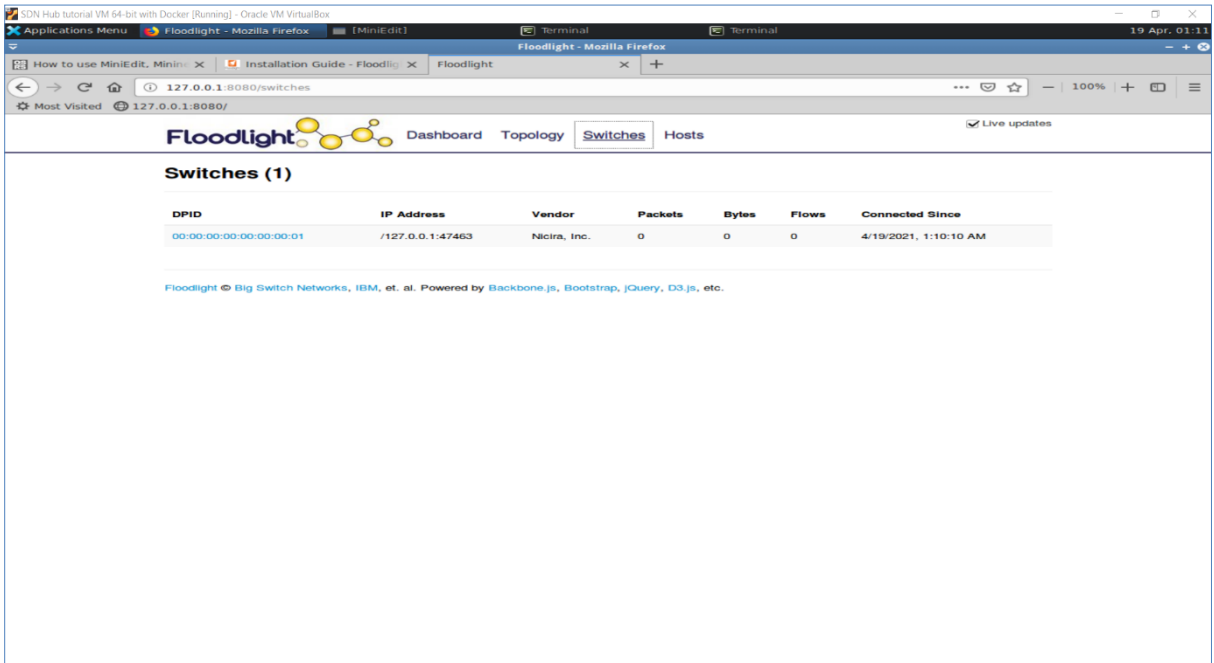 SDN Hub tutorial VM 64-bit with Docker [Running] - Oracle VM VirtualBox
Applications Menu Floodlight - Mozilla Firefox [MiniEdit] Terminal Terminal 19 Apr. 01:11
Floodlight - Mozilla Firefox
How to use MiniEdit, Minin Installation Guide - Floodlig Floodlight
127.0.0.1:8080/switches 100%
Most Visited 127.0.0.1:8080/
Floodlight Dashboard Topology Switches Hosts Live updates
Switches (1)
DPID IP Address Vendor Packets Bytes Flows Connected Since
00:00:00:00:00:00:00:01 /127.0.0.1:47463 Nicira, Inc. 0 0 0 4/19/2021, 1:10:10 AM
Floodlight © Big Switch Networks, IBM, et. al. Powered by Backbone.js, Bootstrap, jQuery, D3.js, etc.